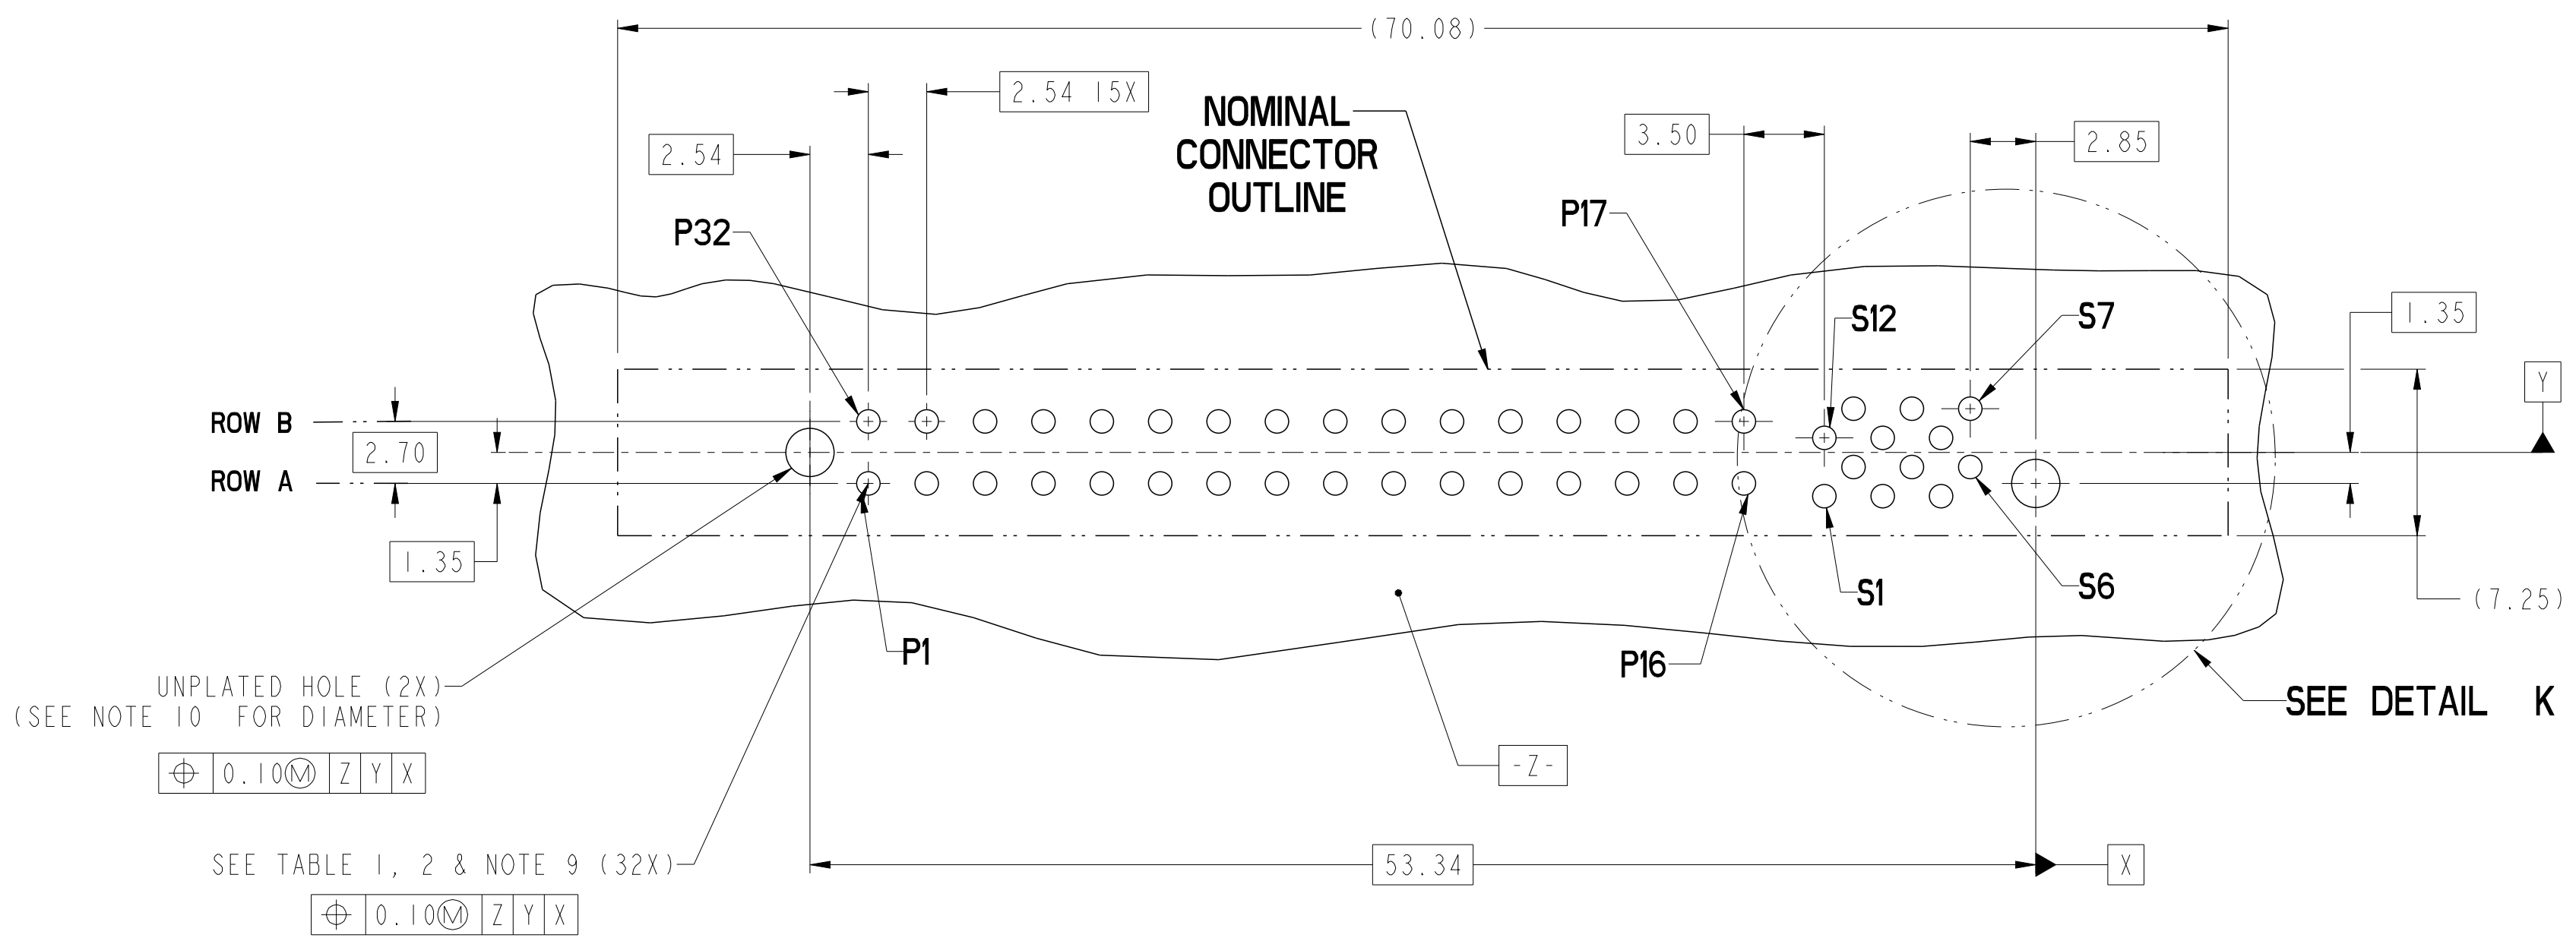 (70.08)
2.54 15X
NOMINAL
CONNECTOR
OUTLINE
2.54
3.50
2.85
P32
P17
S12
S7
1.35
Y
ROW B
2.70
ROW A
1.35
P1
P16
S1
S6
(7.25)
UNPLATED HOLE (2X)
(SEE NOTE 10 FOR DIAMETER)
⌖ 0.10Ⓜ Z Y X
-Z-
SEE DETAIL K
SEE TABLE 1, 2 & NOTE 9 (32X)
⌖ 0.10Ⓜ Z Y X
53.34
X